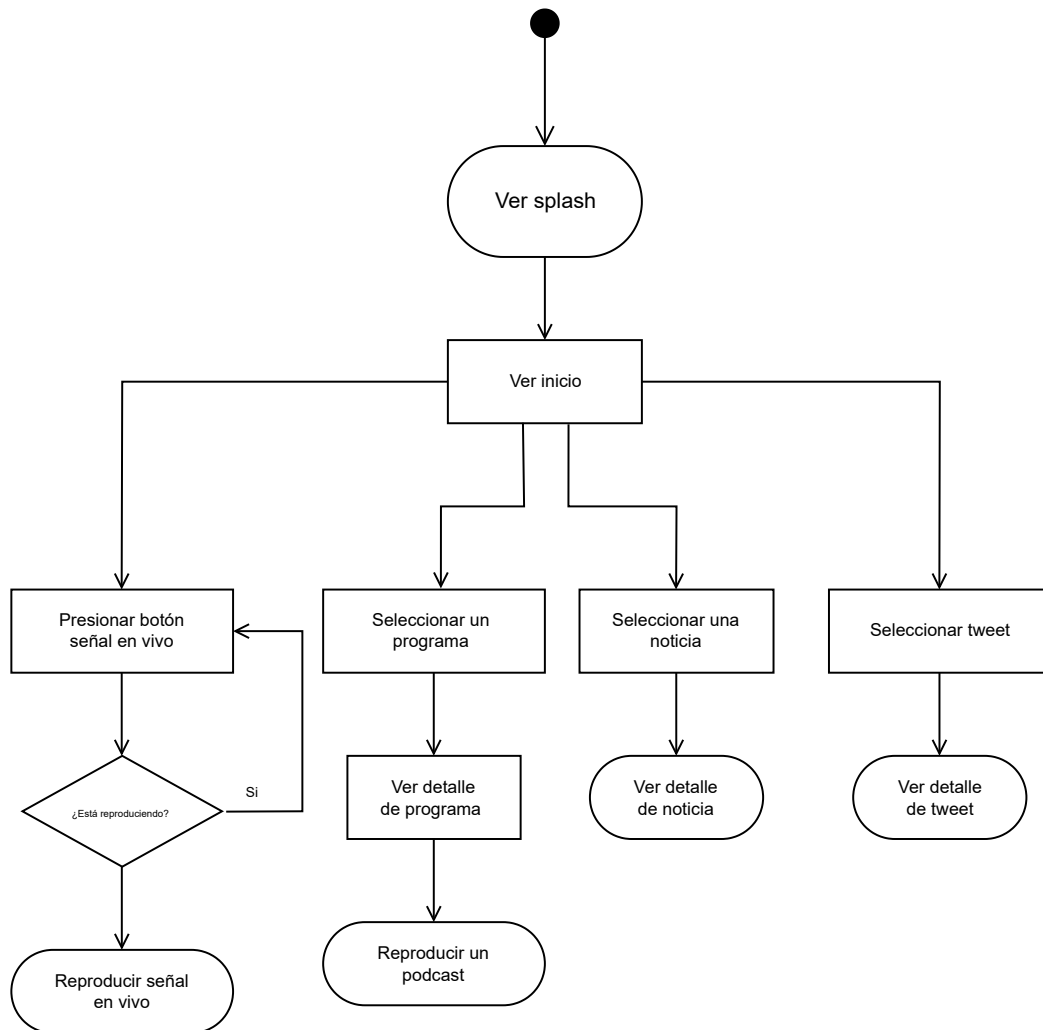 Ver splash
Ver inicio
Presionar botón
señal en vivo
Seleccionar un
programa
Seleccionar una
noticia
Seleccionar tweet
¿Está reproduciendo?
Si
Ver detalle
de programa
Ver detalle
de noticia
Ver detalle
de tweet
Reproducir señal
en vivo
Reproducir un
podcast